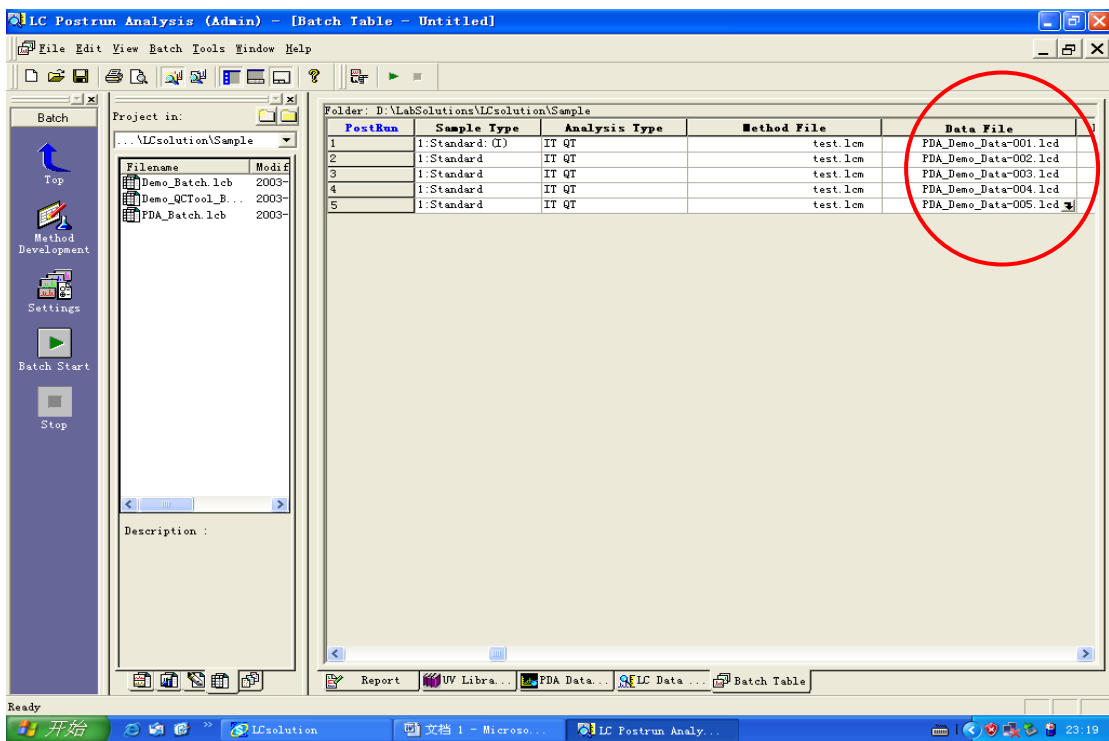 LC Postrun Analysis (Admin) - [Batch Table - Untitled]
File Edit View Batch Tools Window Help
Batch
Top
Method
Development
Settings
Batch Start
Stop
Project in:
...\LCsolution\Sample
Filename Modif
Demo_Batch.lcb 2003-
Demo_QCTool_B... 2003-
PDA_Batch.lcb 2003-
Description :
Folder: D:\LabSolutions\LCsolution\Sample
PostRun Sample Type Analysis Type Method File Data File
1 1:Standard:(I) IT QT test.lcm PDA_Demo_Data-001.lcd
2 1:Standard IT QT test.lcm PDA_Demo_Data-002.lcd
3 1:Standard IT QT test.lcm PDA_Demo_Data-003.lcd
4 1:Standard IT QT test.lcm PDA_Demo_Data-004.lcd
5 1:Standard IT QT test.lcm PDA_Demo_Data-005.lcd
Report UV Libra... PDA Data... LC Data ... Batch Table
Ready
开始 LCsolution 文档 1 - Microso... LC Postrun Analy... 23:19